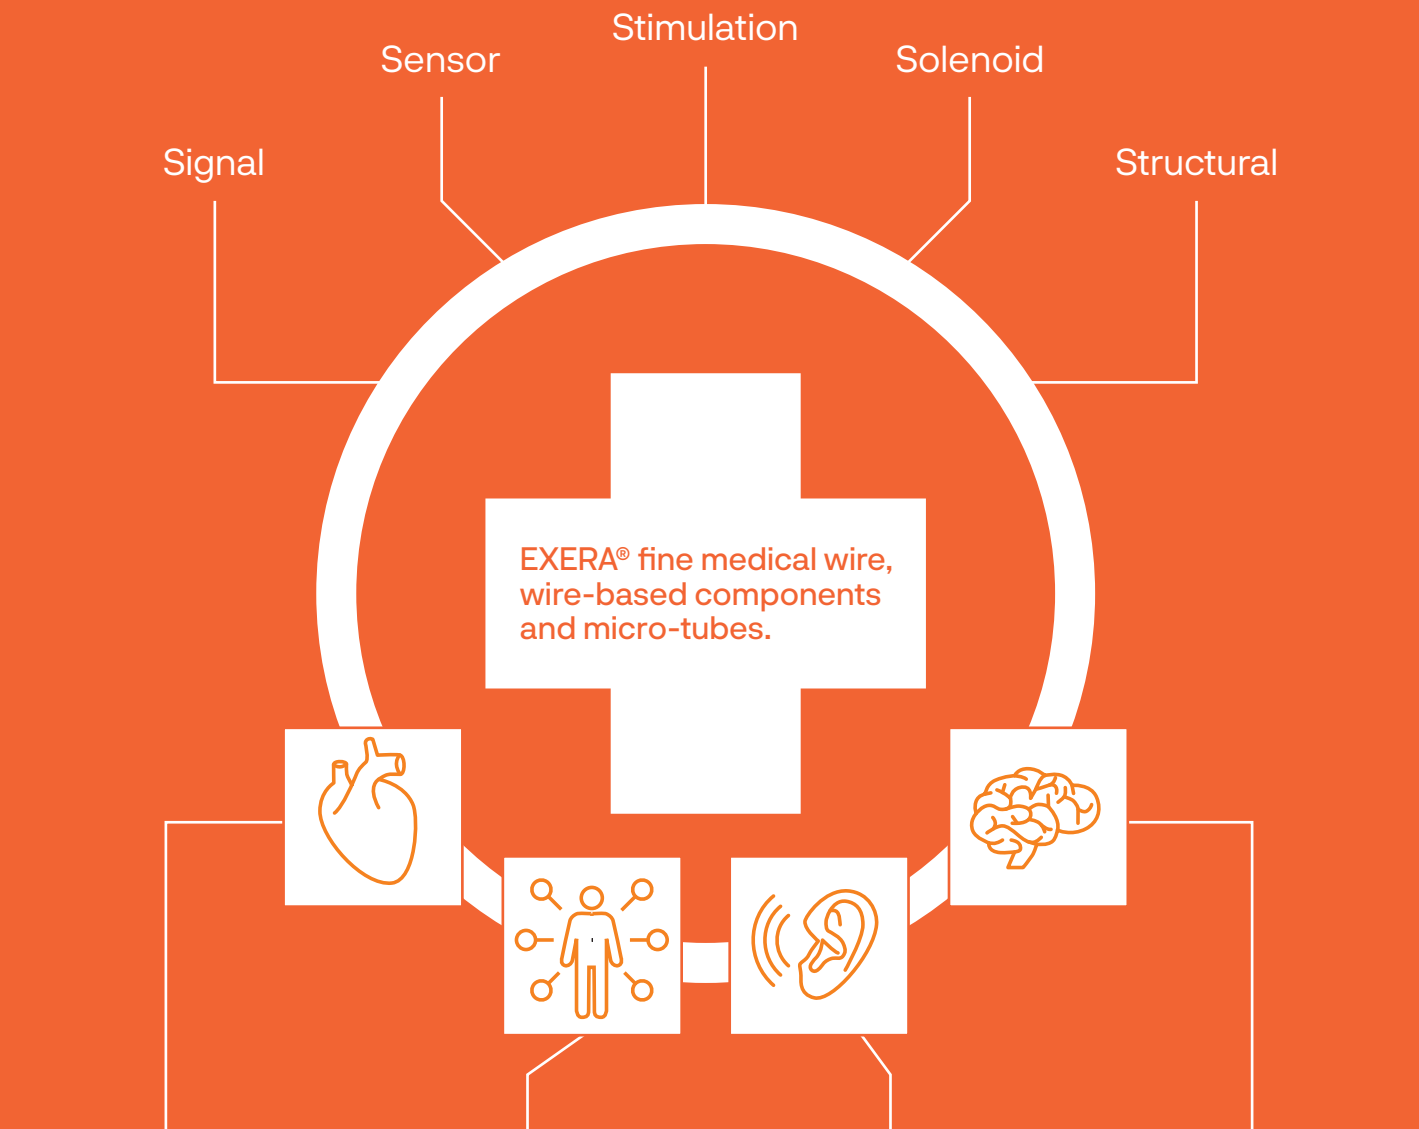 Stimulation
Sensor
Solenoid
Signal
Structural
EXERA® fine medical wire,
wire-based components
and micro-tubes.